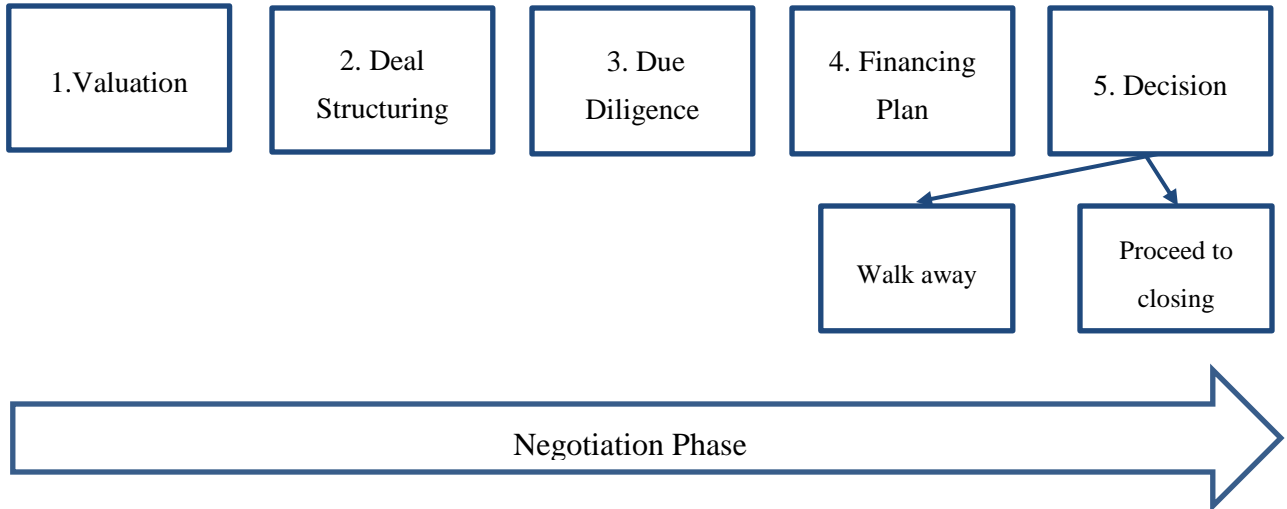 1.Valuation
2. Deal
Structuring
3. Due
Diligence
4. Financing
Plan
5. Decision
Walk away
Proceed to
closing
Negotiation Phase